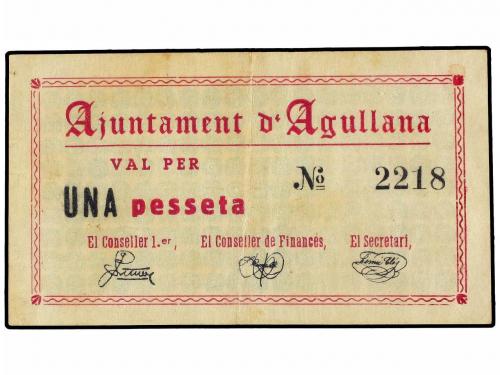 Ajuntament d'Agullana
VAL PER
Nº 2218
UNA pesseta
El Conseller 1.er, El Conseller de Finances, El Secretari,